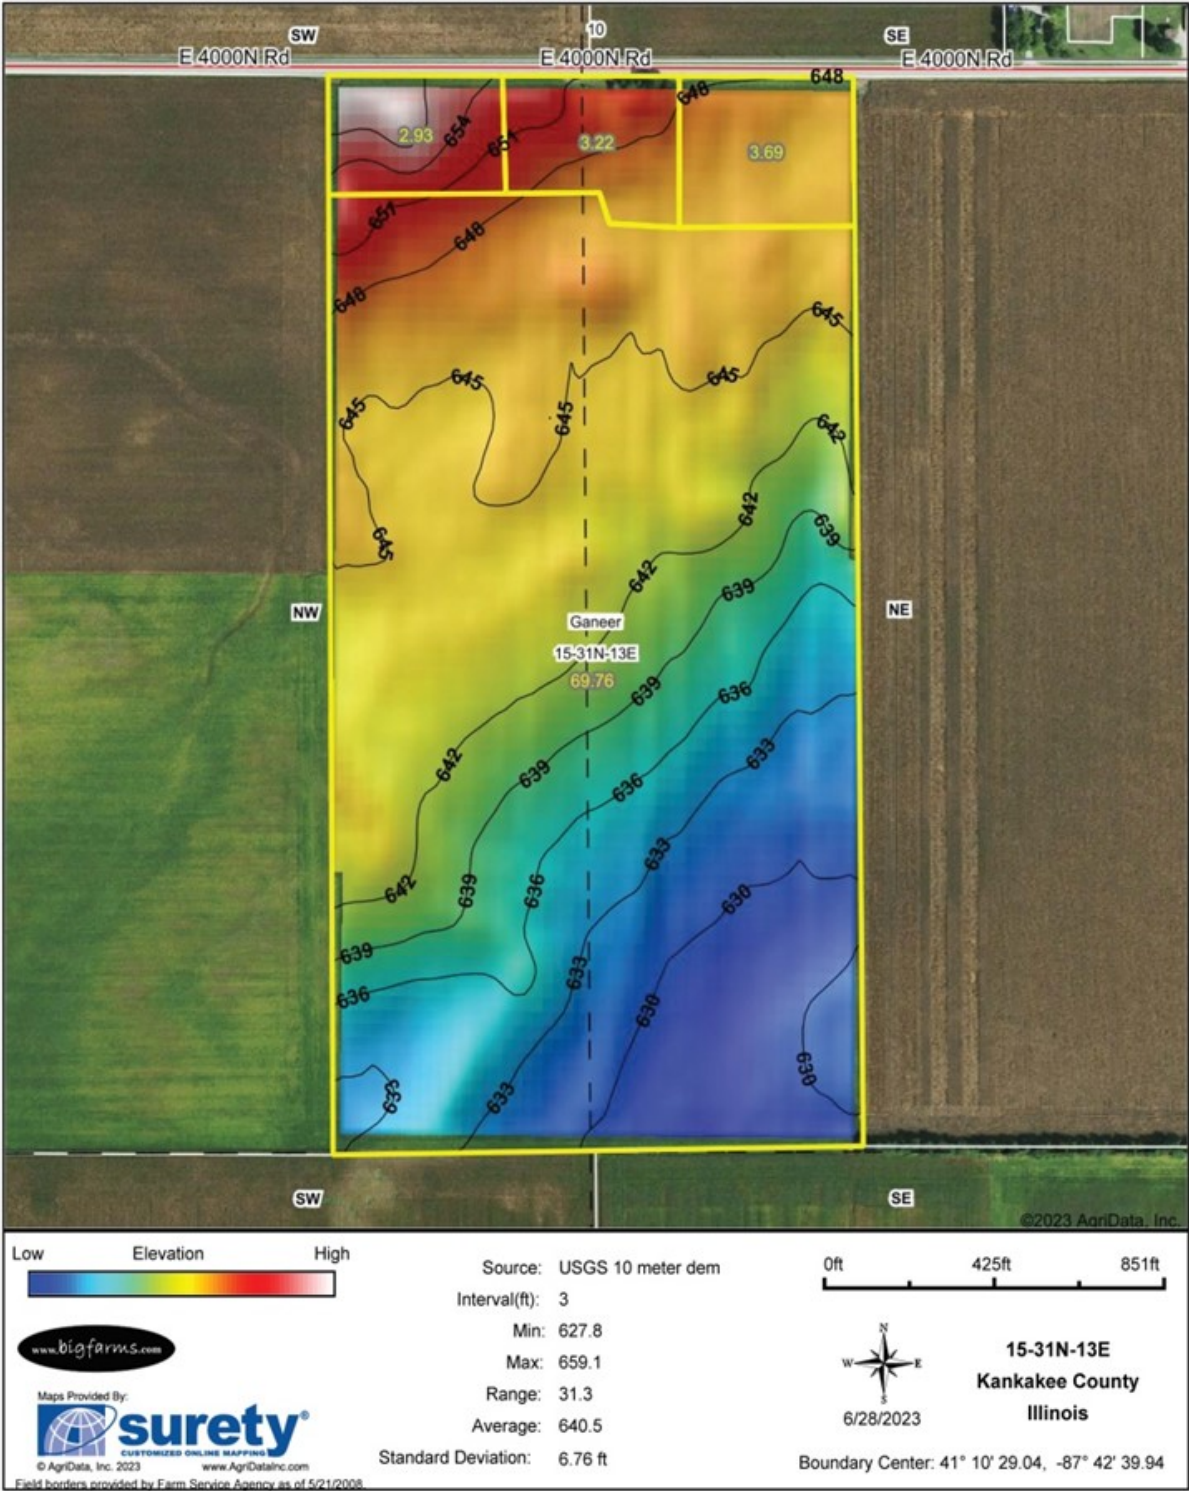 SW
10
SE
E 4000N Rd
E 4000N Rd
E 4000N Rd
648
648
2.93
654
651
3.22
3.69
651
648
648
645
645
645
645
645
645
642
642
639
642
639
NW
Ganeer
NE
15-31N-13E
69.76
639
636
633
642
639
636
633
642
639
636
630
639
633
636
630
630
633
633
SW
SE
©2023 AgriData, Inc.
Low Elevation High
Source: USGS 10 meter dem
Interval(ft): 3
Min: 627.8
Max: 659.1
Range: 31.3
Average: 640.5
Standard Deviation: 6.76 ft
0ft 425ft 851ft
N
W E
S
6/28/2023
15-31N-13E
Kankakee County
Illinois
Boundary Center: 41° 10' 29.04, -87° 42' 39.94
www.bigfarms.com
Maps Provided By:
surety®
CUSTOMIZED ONLINE MAPPING
© AgriData, Inc. 2023 www.AgriDataInc.com
Field borders provided by Farm Service Agency as of 5/21/2008.